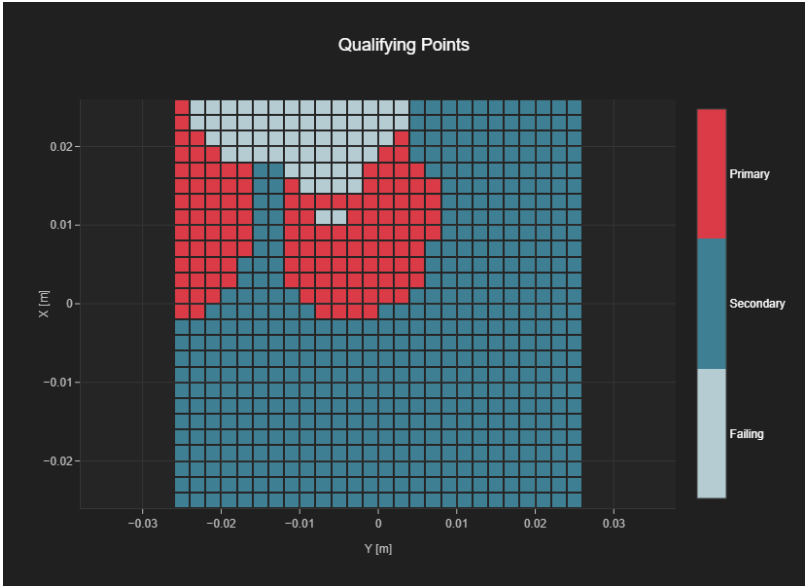 Qualifying Points
0.02
0.01
0
−0.01
−0.02
X [m]
−0.03
−0.02
−0.01
0
0.01
0.02
0.03
Y [m]
Primary
Secondary
Failing